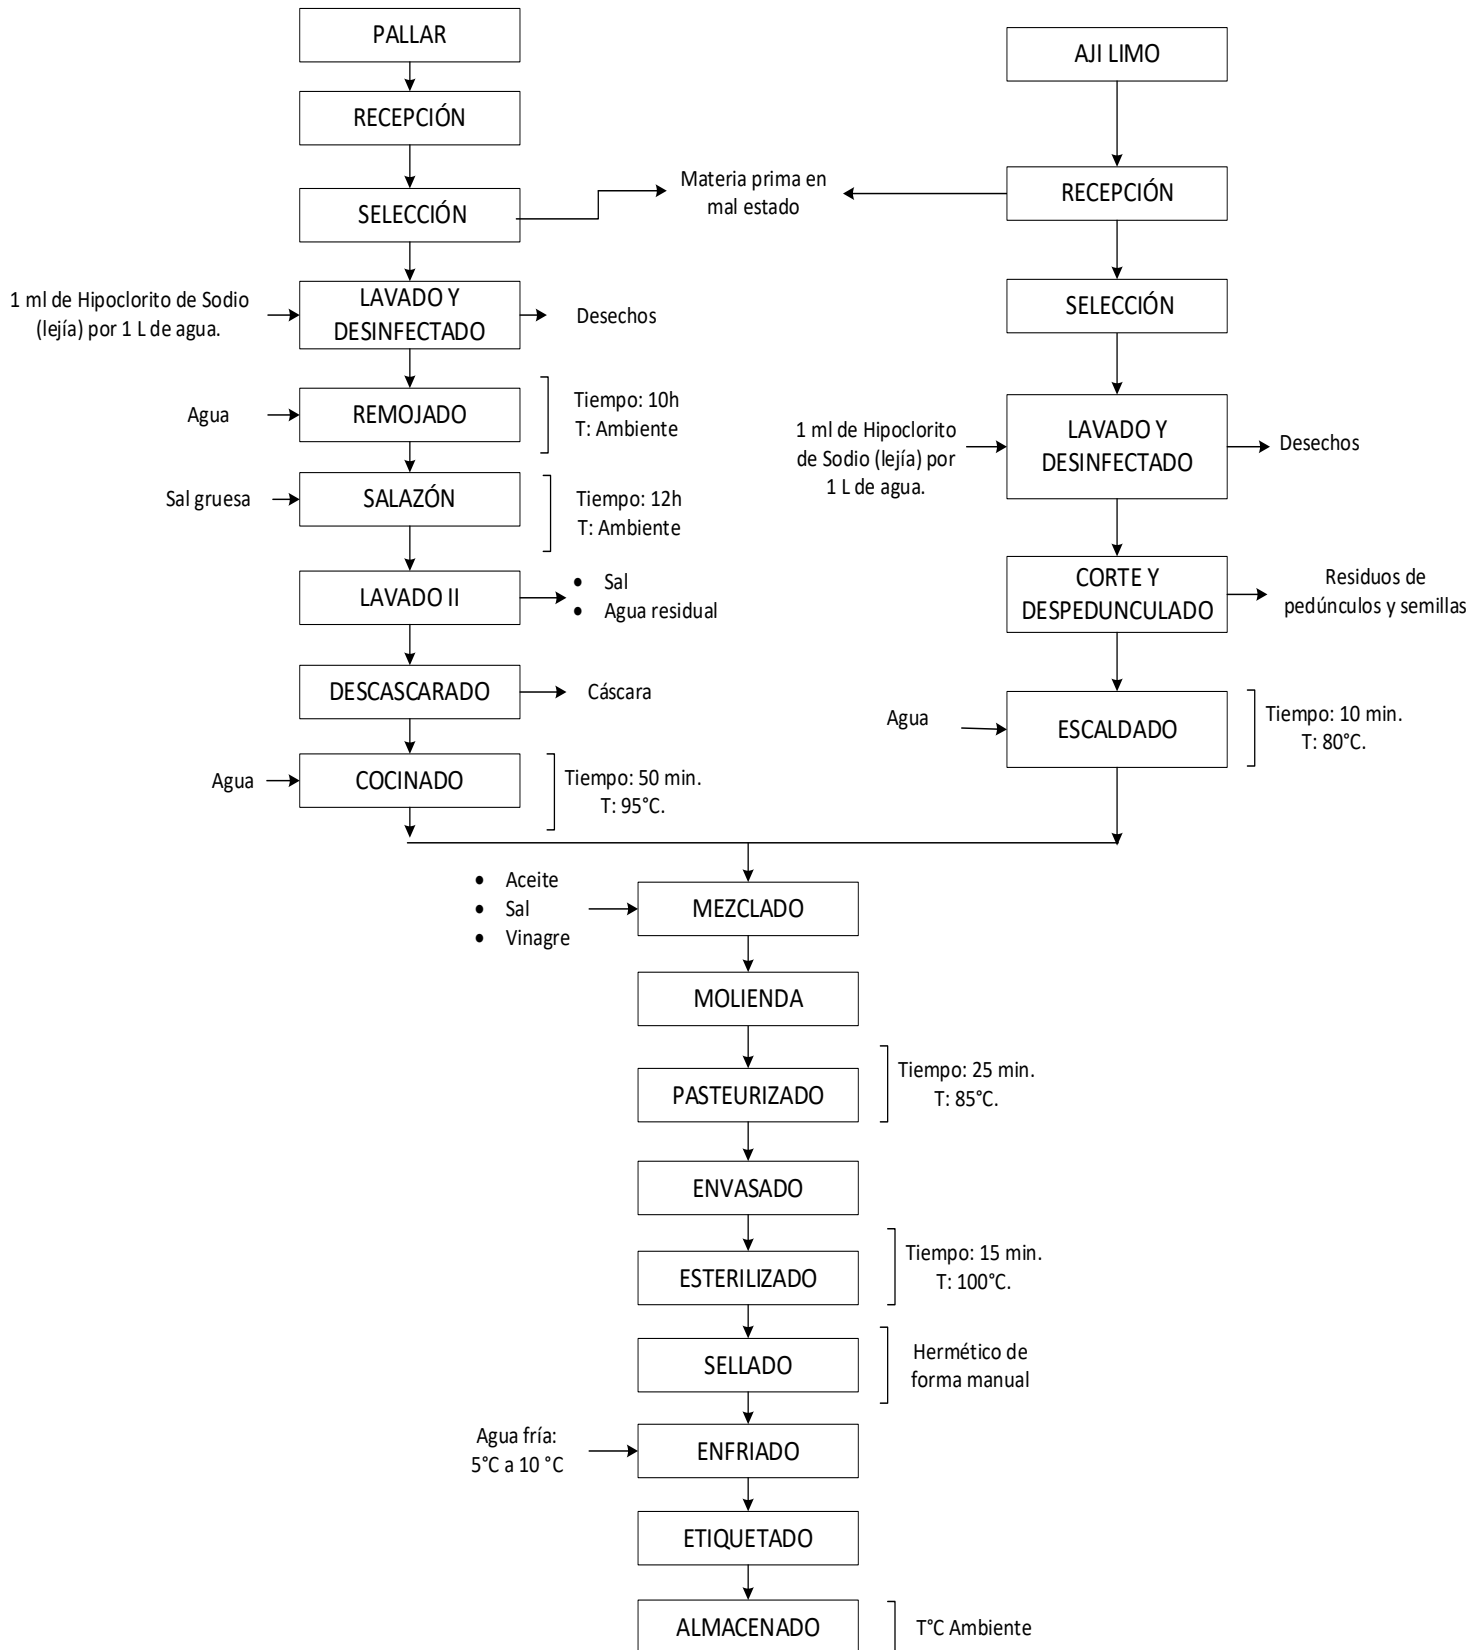 PALLAR
RECEPCIÓN
SELECCIÓN
Materia prima en
mal estado
AJI LIMO
RECEPCIÓN
SELECCIÓN
1 ml de Hipoclorito de Sodio
(lejía) por 1 L de agua.
LAVADO Y
DESINFECTADO
Desechos
Agua
REMOJADO
Tiempo: 10h
T: Ambiente
Sal gruesa
SALAZÓN
Tiempo: 12h
T: Ambiente
LAVADO II
• Sal
• Agua residual
DESCASCARADO
Cáscara
Agua
COCINADO
Tiempo: 50 min.
T: 95°C.
1 ml de Hipoclorito
de Sodio (lejía) por
1 L de agua.
LAVADO Y
DESINFECTADO
Desechos
CORTE Y
DESPEDUNCULADO
Residuos de
pedúnculos y semillas
Agua
ESCALDADO
Tiempo: 10 min.
T: 80°C.
• Aceite
• Sal
• Vinagre
MEZCLADO
MOLIENDA
PASTEURIZADO
Tiempo: 25 min.
T: 85°C.
ENVASADO
ESTERILIZADO
Tiempo: 15 min.
T: 100°C.
SELLADO
Hermético de
forma manual
Agua fría:
5°C a 10 °C
ENFRIADO
ETIQUETADO
ALMACENADO
T°C Ambiente